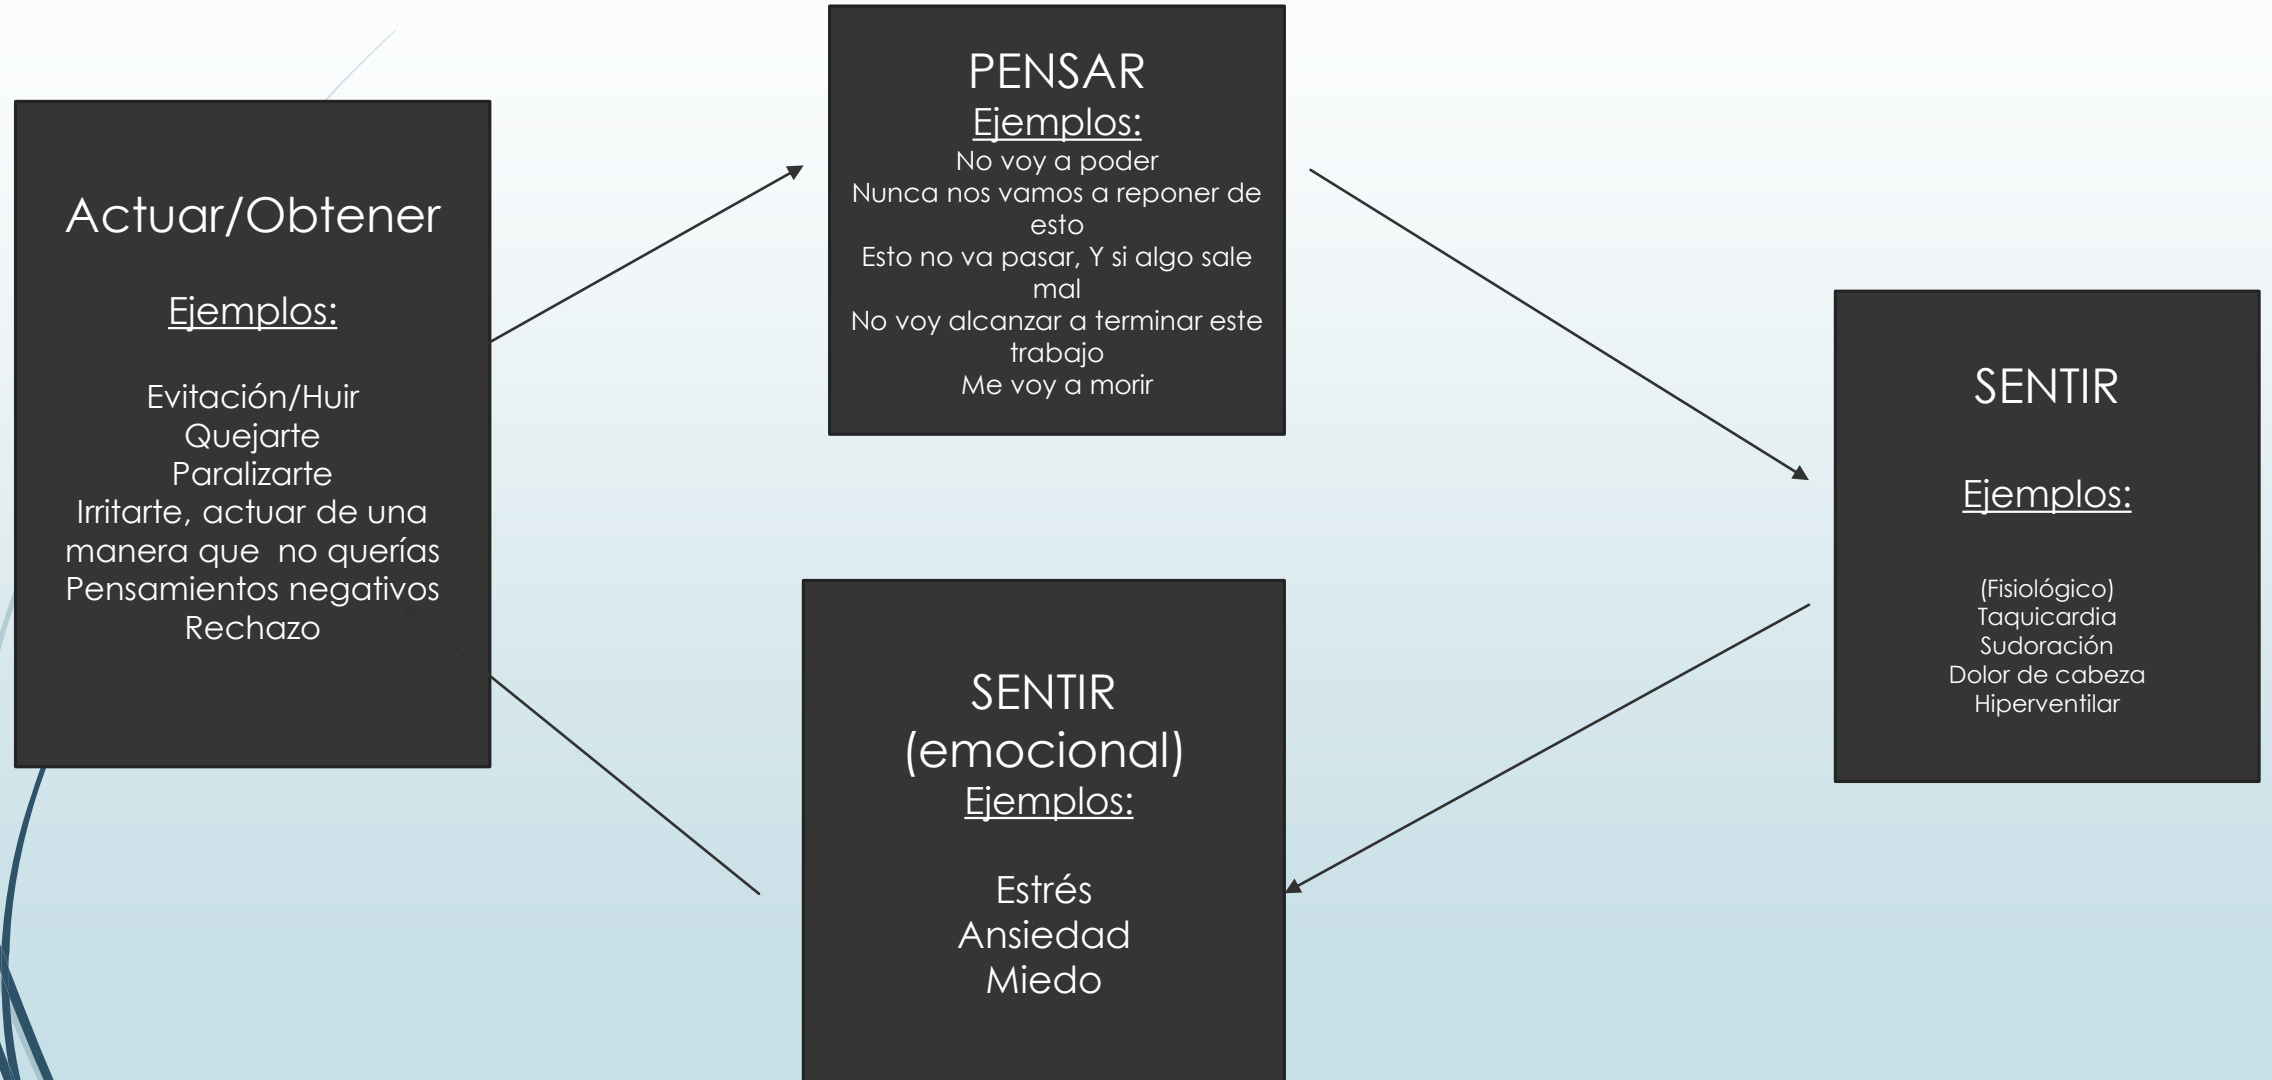 PENSAR
Ejemplos:
No voy a poder
Nunca nos vamos a reponer de
esto
Esto no va pasar, Y si algo sale
mal
No voy alcanzar a terminar este
trabajo
Me voy a morir
Actuar/Obtener
Ejemplos:
Evitación/Huir
Quejarte
Paralizarte
Irritarte, actuar de una
manera que  no querías
Pensamientos negativos
Rechazo
SENTIR
Ejemplos:
(Fisiológico)
Taquicardia
Sudoración
Dolor de cabeza
Hiperventilar
SENTIR
(emocional)
Ejemplos:
Estrés
Ansiedad
Miedo